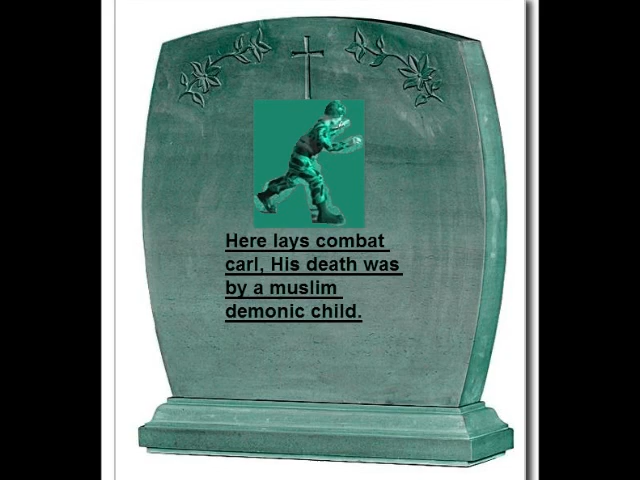 Here lays combat
carl, His death was
by a muslim
demonic child.